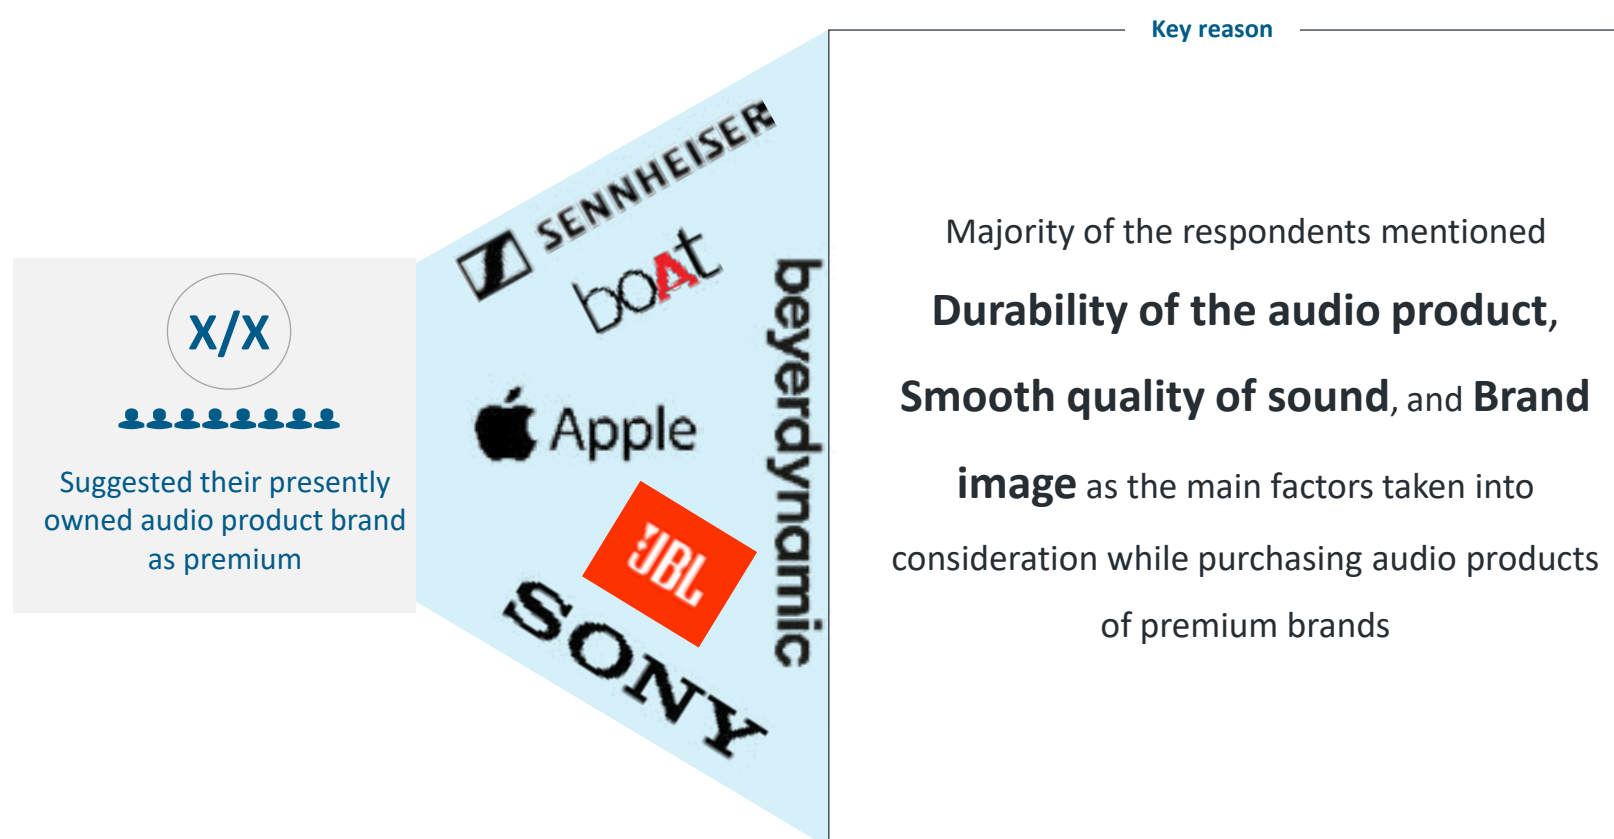 Key reason
X/X
Suggested their presently
owned audio product brand
as premium
SENNHEISER
boAt
Apple
beyerdynamic
JBL
SONY
Majority of the respondents mentioned
Durability of the audio product,
Smooth quality of sound, and Brand
image as the main factors taken into
consideration while purchasing audio products
of premium brands